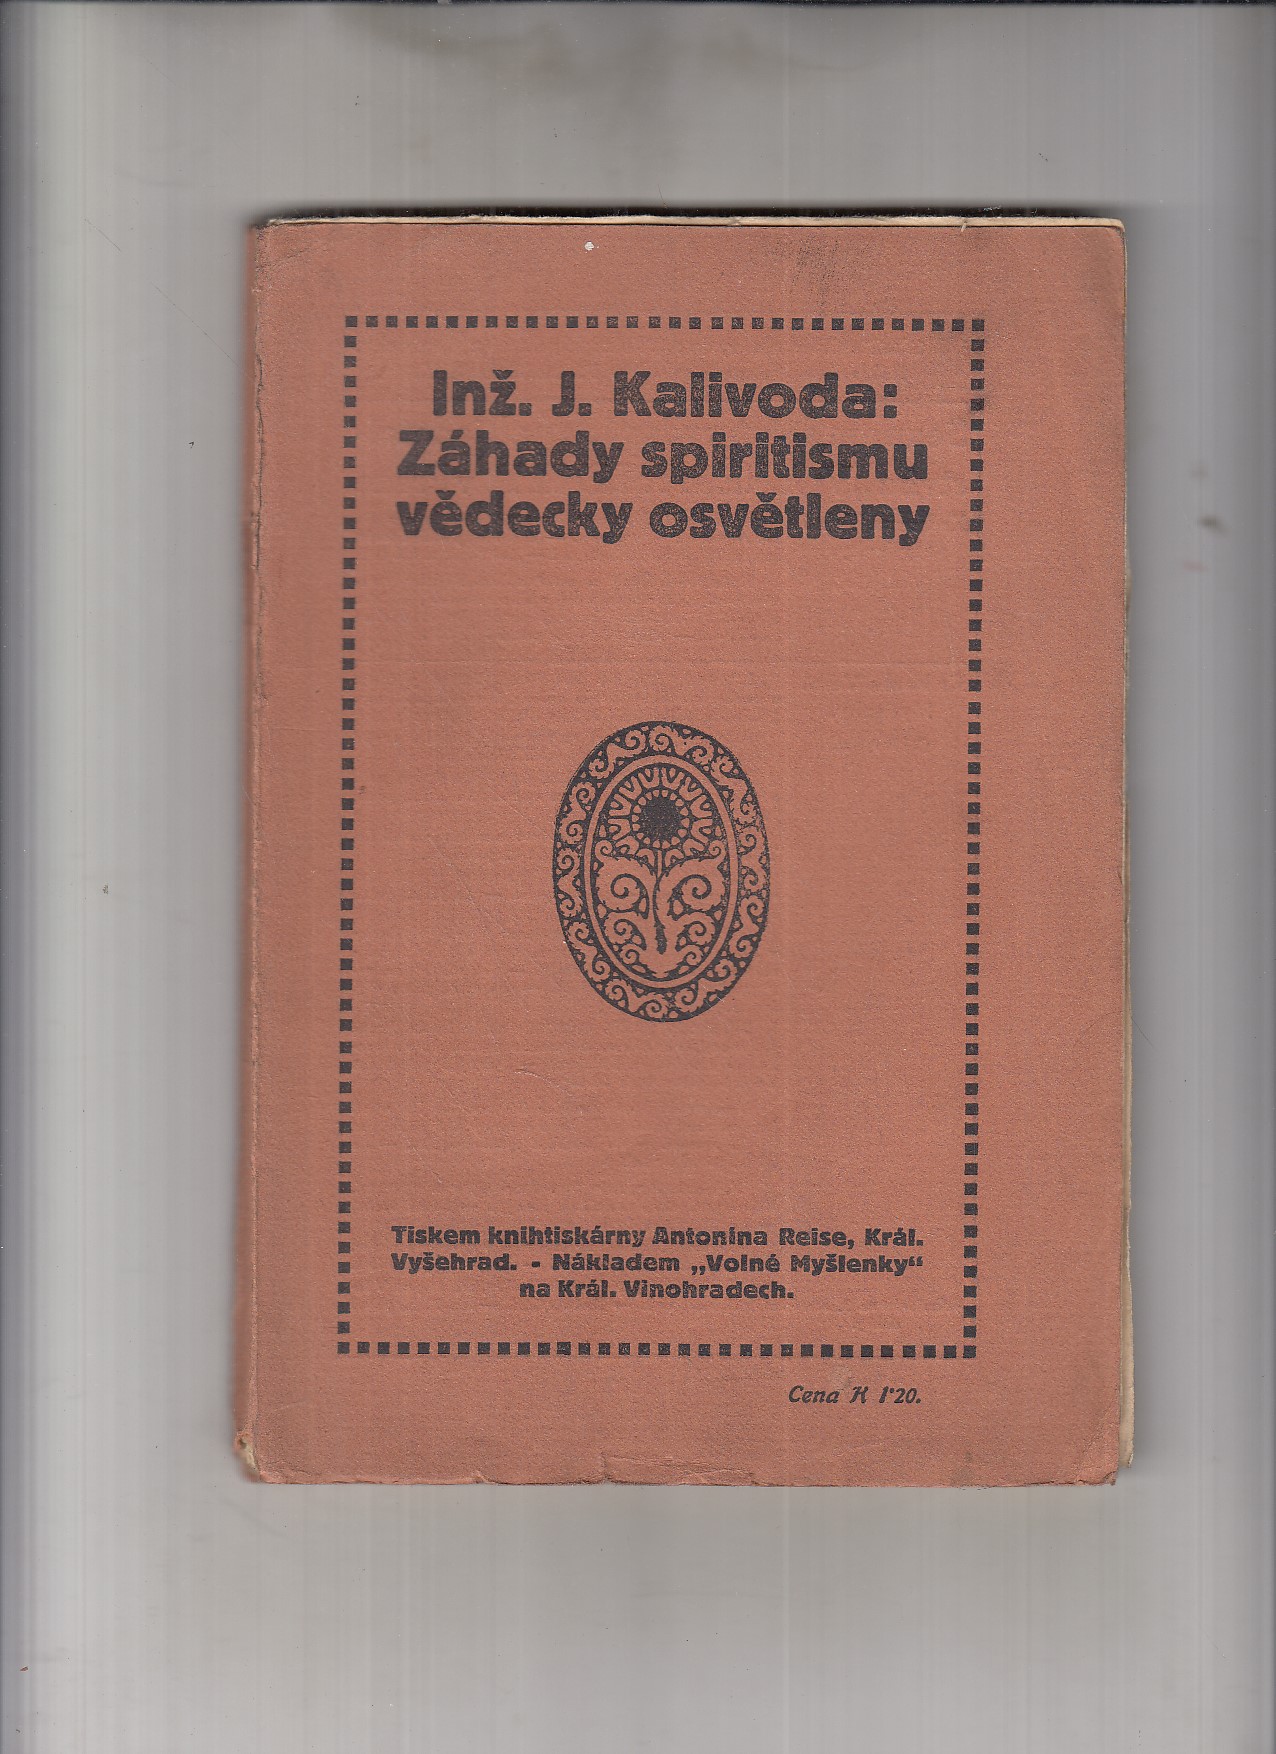 Inž. J. Kalivoda:
Záhady spiritismu
vědecky osvětleny
Tiskem knihtiskárny Antonína Reise, Král.
Vyšehrad. - Nákladem „Volné Myšlenky“
na Král. Vinohradech.
Cena K 1·20.